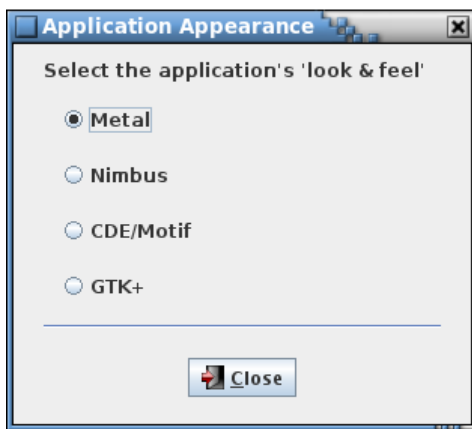 Application Appearance
Select the application's 'look & feel'
Metal
Nimbus
CDE/Motif
GTK+
Close